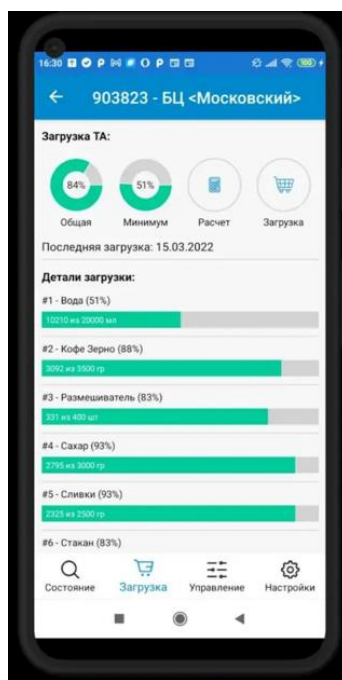 16:30
100
903823 - БЦ <Московский>
Загрузка ТА:
84% 51%
Общая Минимум Расчет Загрузка
Последняя загрузка: 15.03.2022
Детали загрузки:
#1 - Вода (51%)
10210 из 20000 мл
#2 - Кофе Зерно (88%)
3092 из 3500 гр
#3 - Размешиватель (83%)
331 из 400 шт
#4 - Сахар (93%)
2795 из 3000 гр
#5 - Сливки (93%)
2325 из 2500 гр
#6 - Стакан (83%)
Состояние Загрузка Управление Настройки